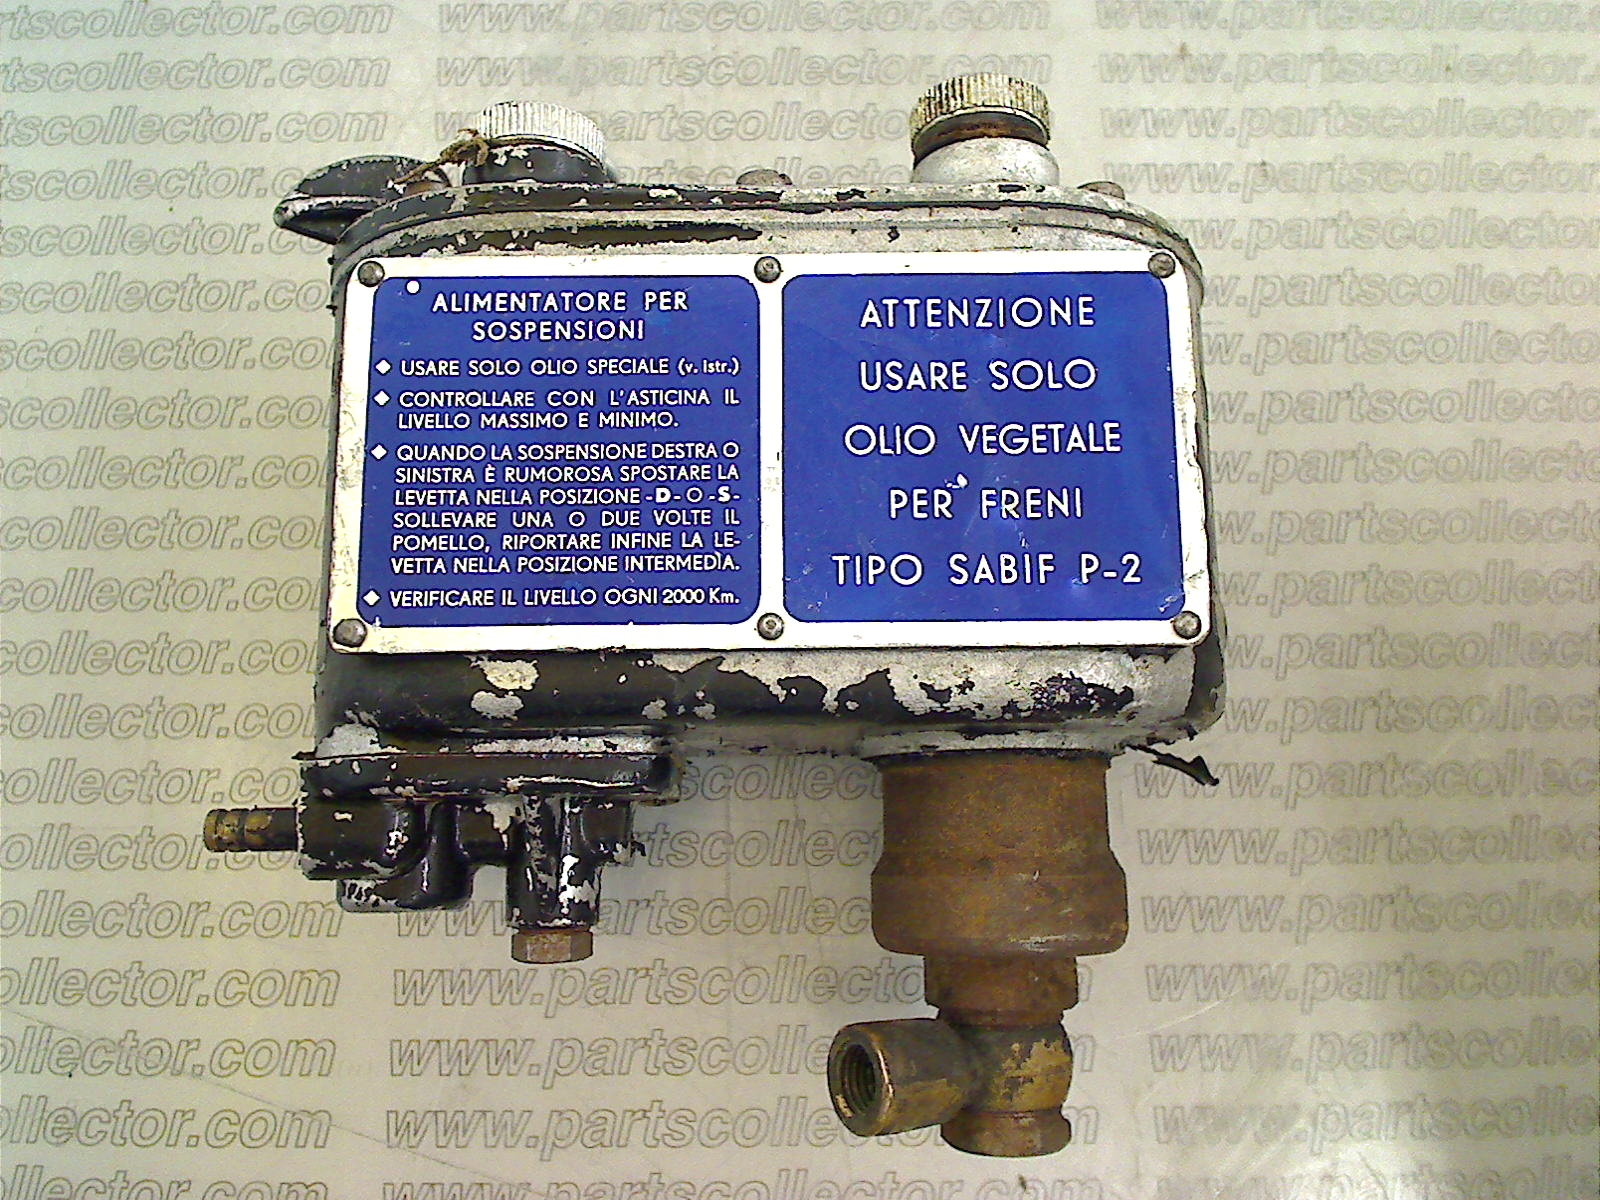 ALIMENTATORE PER
SOSPENSIONI
USARE SOLO OLIO SPECIALE (v. istr.)
CONTROLLARE CON L'ASTICINA IL
LIVELLO MASSIMO E MINIMO.
QUANDO LA SOSPENSIONE DESTRA O
SINISTRA È RUMOROSA SPOSTARE LA
LEVETTA NELLA POSIZIONE -D- O -S-
SOLLEVARE UNA O DUE VOLTE IL
POMELLO, RIPORTARE INFINE LA LE-
VETTA NELLA POSIZIONE INTERMEDIA.
VERIFICARE IL LIVELLO OGNI 2000 Km.
ATTENZIONE
USARE SOLO
OLIO VEGETALE
PER FRENI
TIPO SABIF P-2
www.partscollector.com